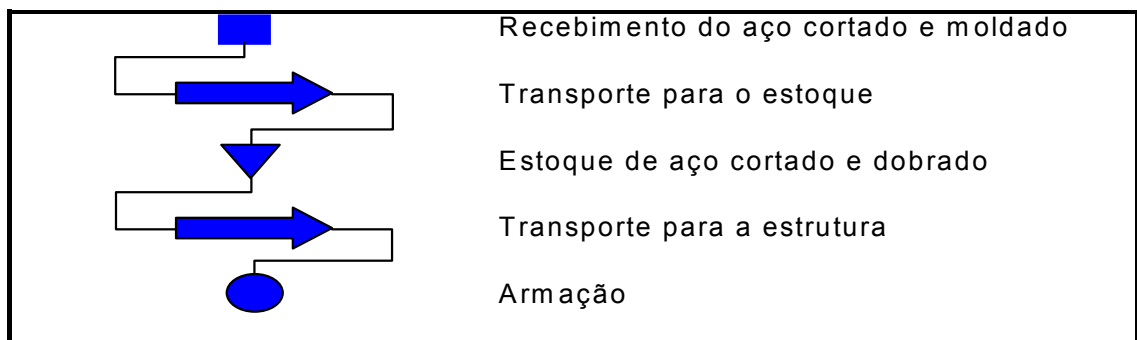 Recebimento do aço cortado e moldado
Transporte para o estoque
Estoque de aço cortado e dobrado
Transporte para a estrutura
Armação